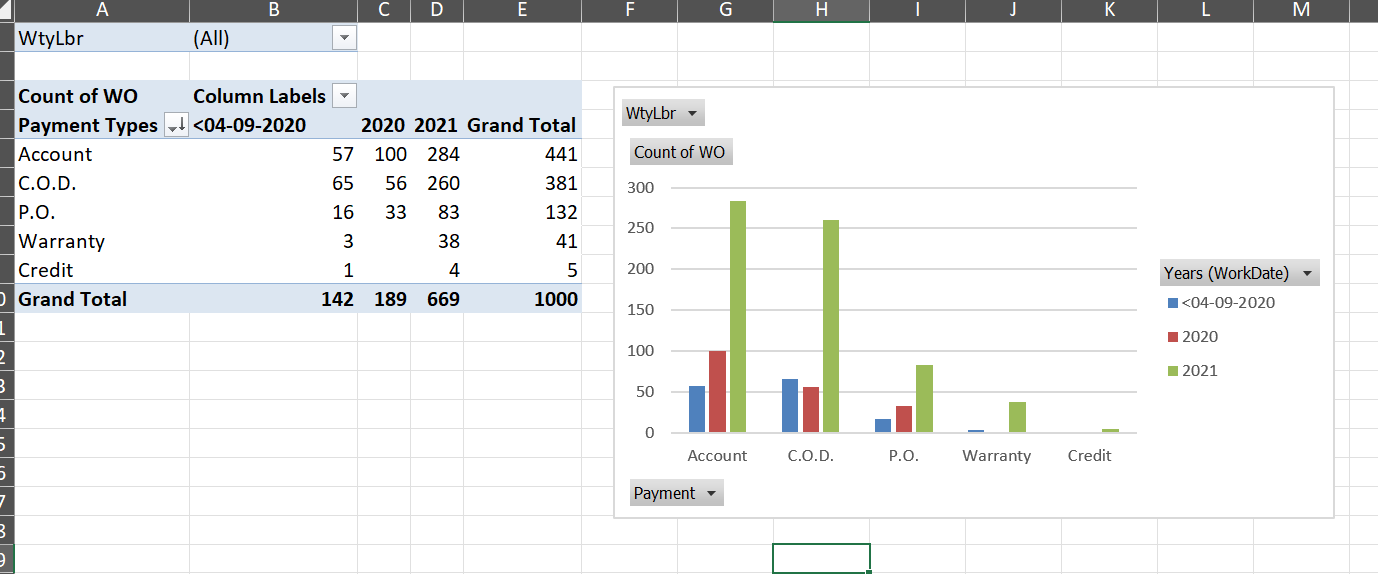 A B C D E F G H I J K L M
WtyLbr (All)
Count of WO Column Labels
Payment Types <04-09-2020 2020 2021 Grand Total
Account 57 100 284 441
C.O.D. 65 56 260 381
P.O. 16 33 83 132
Warranty 3 38 41
Credit 1 4 5
Grand Total 142 189 669 1000
WtyLbr
Count of WO
300
250
200
150
100
50
0
Account C.O.D. P.O. Warranty Credit
Payment
Years (WorkDate)
<04-09-2020
2020
2021